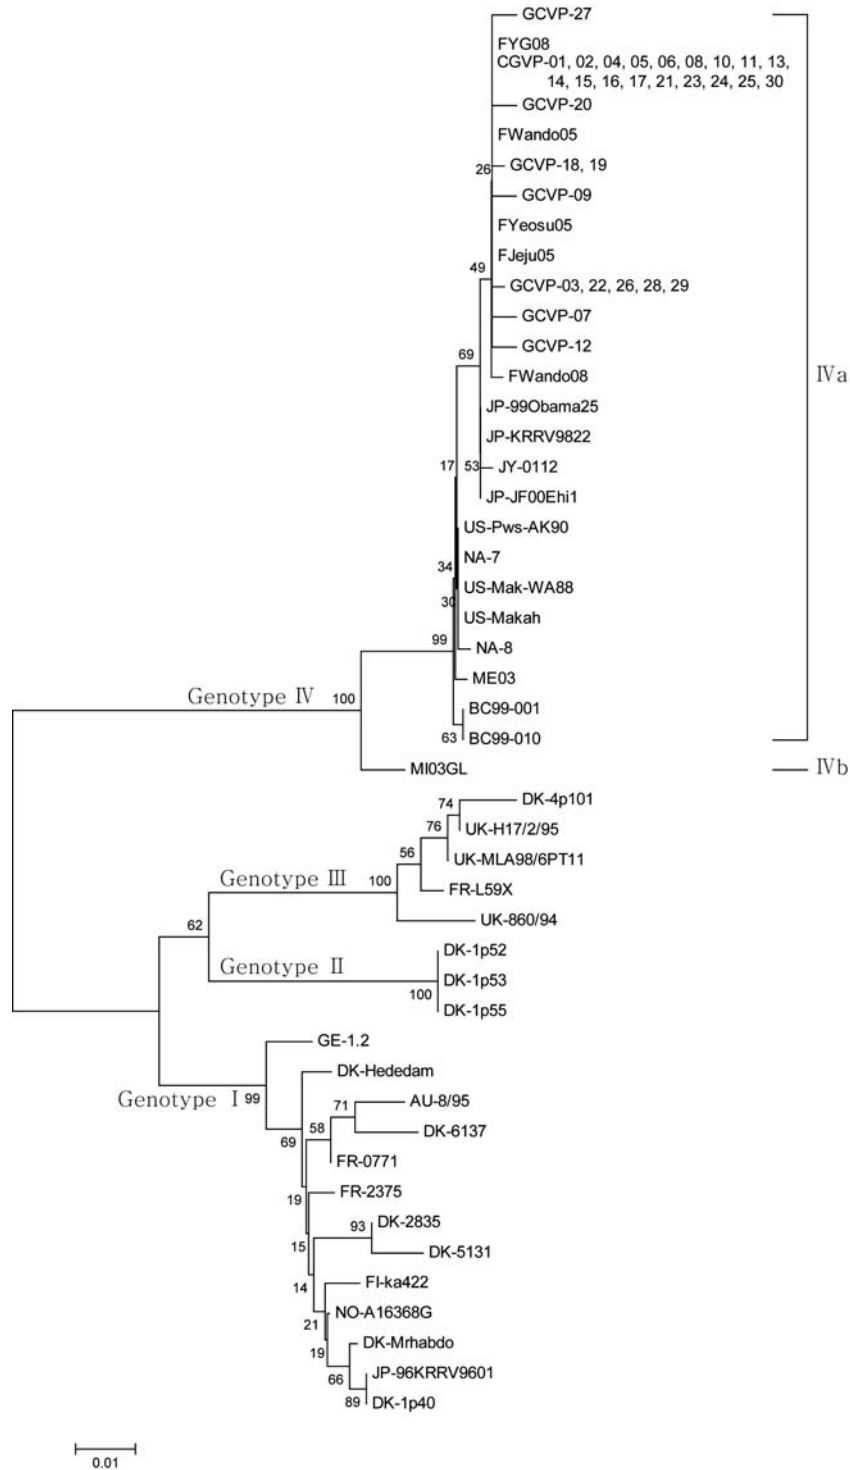 GCVP-27
FYG08
CGVP-01, 02, 04, 05, 06, 08, 10, 11, 13,
14, 15, 16, 17, 21, 23, 24, 25, 30
GCVP-20
FWando05
26
GCVP-18, 19
GCVP-09
FYeosu05
FJeju05
49
GCVP-03, 22, 26, 28, 29
GCVP-07
GCVP-12
69
FWando08
Ⅳa
JP-99Obama25
JP-KRRV9822
17
53
JY-0112
JP-JF00Ehi1
US-Pws-AK90
NA-7
34
US-Mak-WA88
30
US-Makah
99
NA-8
ME03
Genotype Ⅳ
100
BC99-001
63
BC99-010
MI03GL
Ⅳb
74
DK-4p101
76
UK-H17/2/95
56
UK-MLA98/6PT11
Genotype Ⅲ
100
FR-L59X
UK-860/94
62
DK-1p52
Genotype Ⅱ
DK-1p53
100
DK-1p55
GE-1.2
DK-Hededam
Genotype Ⅰ
99
71
AU-8/95
58
DK-6137
69
FR-0771
19
FR-2375
93
DK-2835
15
DK-5131
14
FI-ka422
21
NO-A16368G
19
DK-Mrhabdo
66
JP-96KRRV9601
89
DK-1p40
0.01